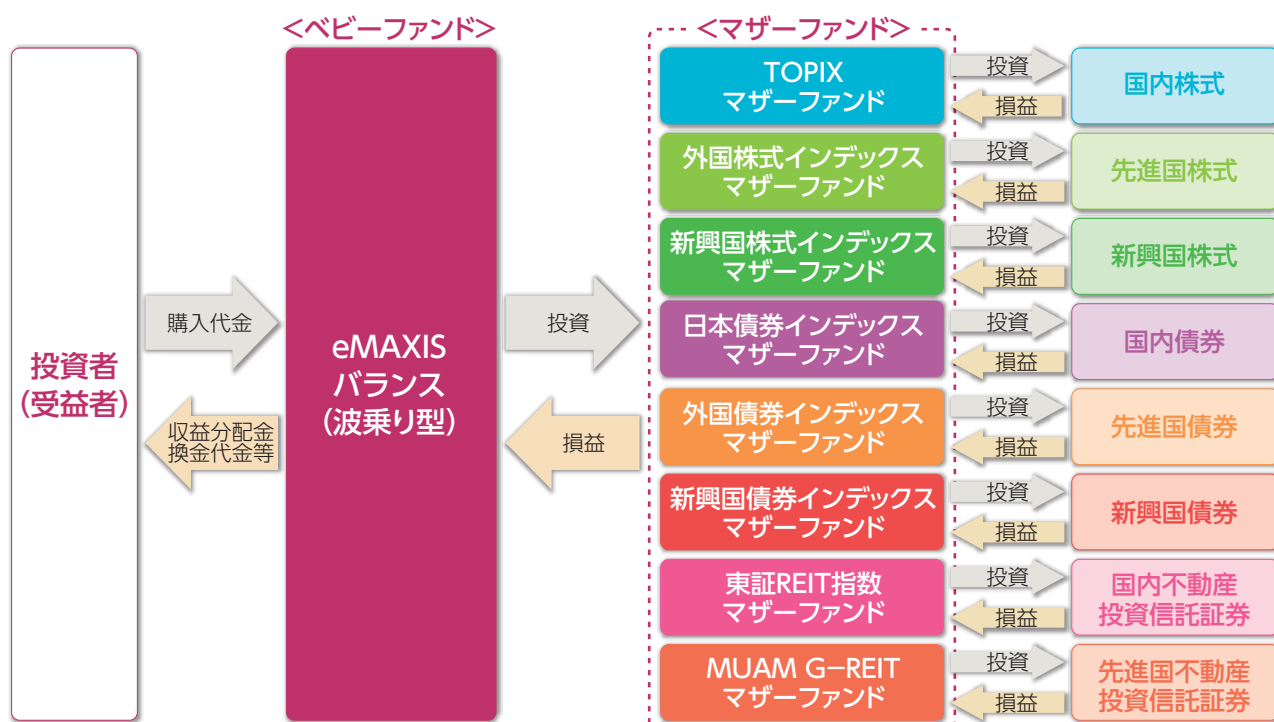 <ベビーファンド>
<マザーファンド>
投資者
(受益者)
購入代金
収益分配金
換金代金等
eMAXIS
バランス
(波乗り型)
投資
損益
TOPIX
マザーファンド
投資
損益
国内株式
外国株式インデックス
マザーファンド
投資
損益
先進国株式
新興国株式インデックス
マザーファンド
投資
損益
新興国株式
日本債券インデックス
マザーファンド
投資
損益
国内債券
外国債券インデックス
マザーファンド
投資
損益
先進国債券
新興国債券インデックス
マザーファンド
投資
損益
新興国債券
東証REIT指数
マザーファンド
投資
損益
国内不動産
投資信託証券
MUAM G−REIT
マザーファンド
投資
損益
先進国不動産
投資信託証券